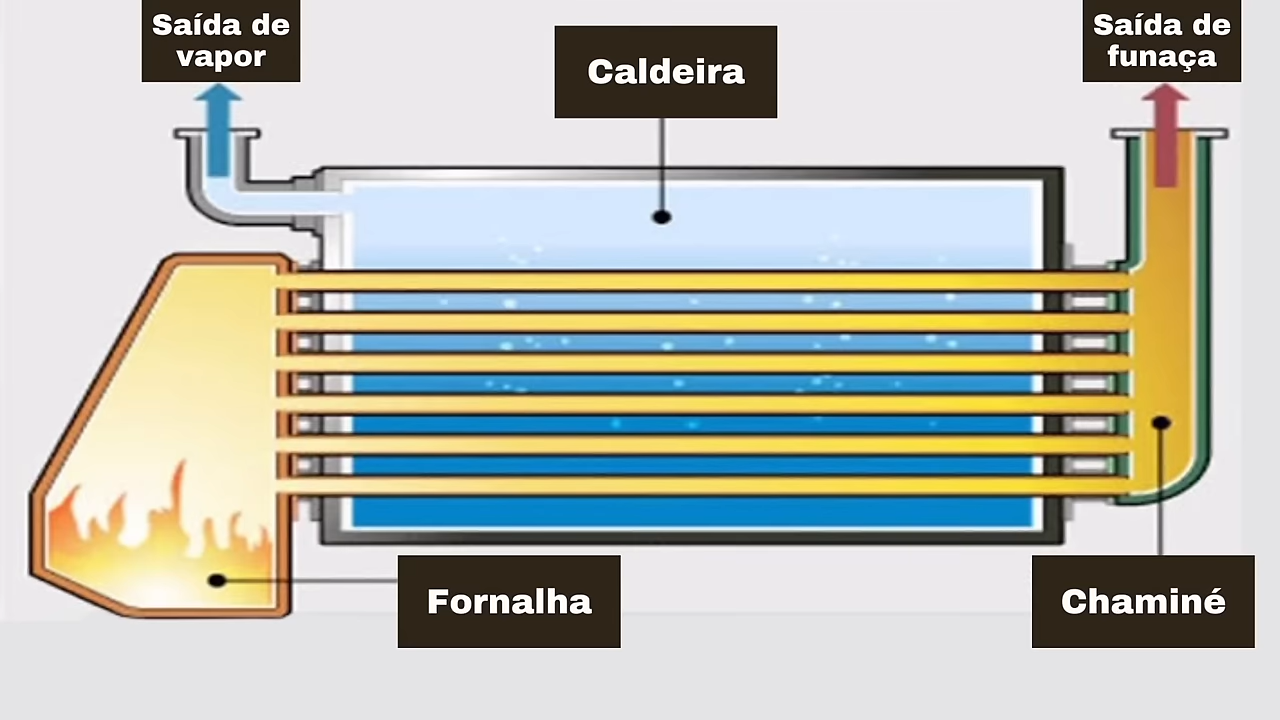 Saída de
vapor
Caldeira
Saída de
funaça
Fornalha
Chaminé